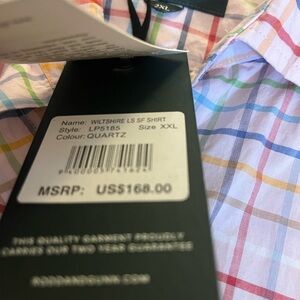 2XL
Name: WILTSHIRE LS SF SHIRT
Style: LP5185 Size XXL
Colour: QUARTZ
MSRP: US$168.00
THIS QUALITY GARMENT PROUDLY
CARRIES OUR TWO YEAR GUARANTEE
RODDANDGUNN.COM